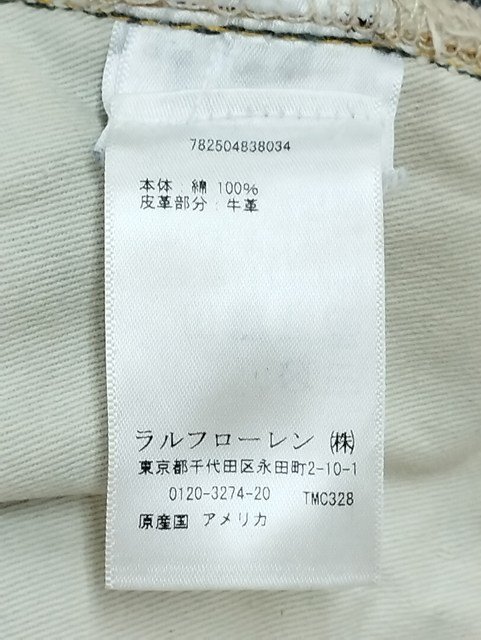 782504838034
本体：綿 100%
皮革部分：牛革
ラルフローレン ㈱
東京都千代田区永田町2-10-1
0120-3274-20 TMC328
原産国 アメリカ